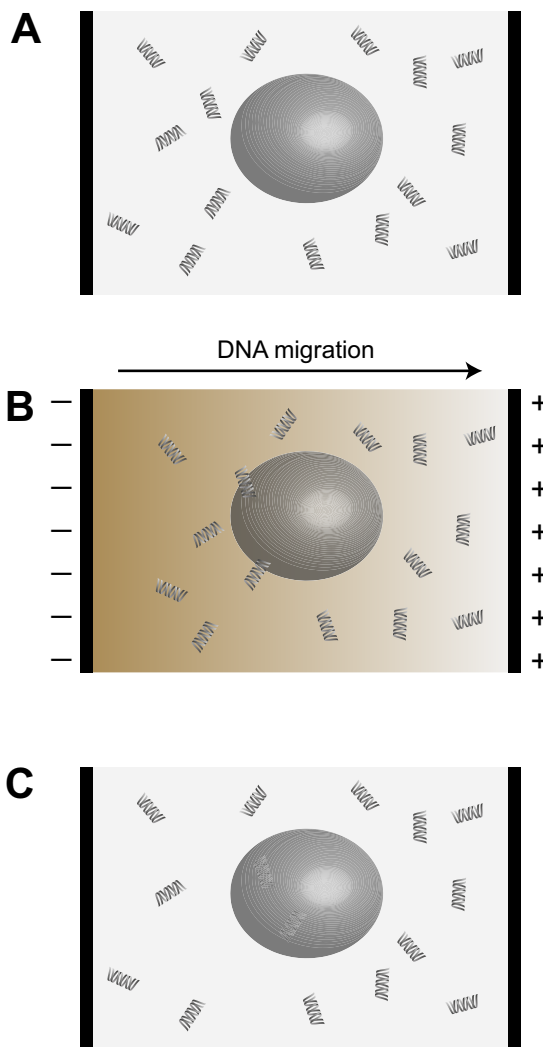 A
DNA migration
B
— +
— +
— +
— +
— +
— +
— +
C